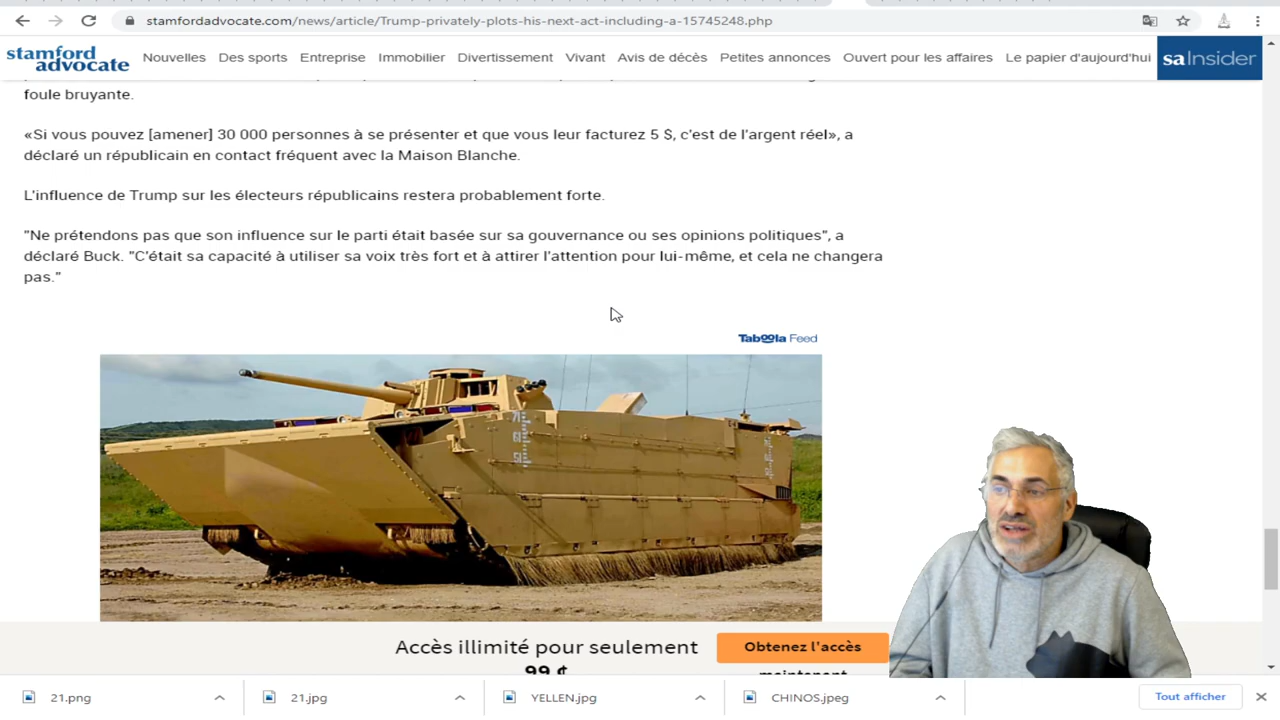 stamfordadvocate.com/news/article/Trump-privately-plots-his-next-act-including-a-15745248.php
stamford
advocate
Nouvelles Des sports Entreprise Immobilier Divertissement Vivant Avis de décès Petites annonces Ouvert pour les affaires Le papier d'aujourd'hui saInsider
foule bruyante.
«Si vous pouvez [amener] 30 000 personnes à se présenter et que vous leur facturez 5 $, c'est de l'argent réel», a
déclaré un républicain en contact fréquent avec la Maison Blanche.
L'influence de Trump sur les électeurs républicains restera probablement forte.
"Ne prétendons pas que son influence sur le parti était basée sur sa gouvernance ou ses opinions politiques", a
déclaré Buck. "C'était sa capacité à utiliser sa voix très fort et à attirer l'attention pour lui-même, et cela ne changera
pas."
Taboola Feed
Accès illimité pour seulement
99 ¢
Obtenez l'accès
maintenant
21.png 21.jpg YELLEN.jpg CHINOS.jpeg Tout afficher